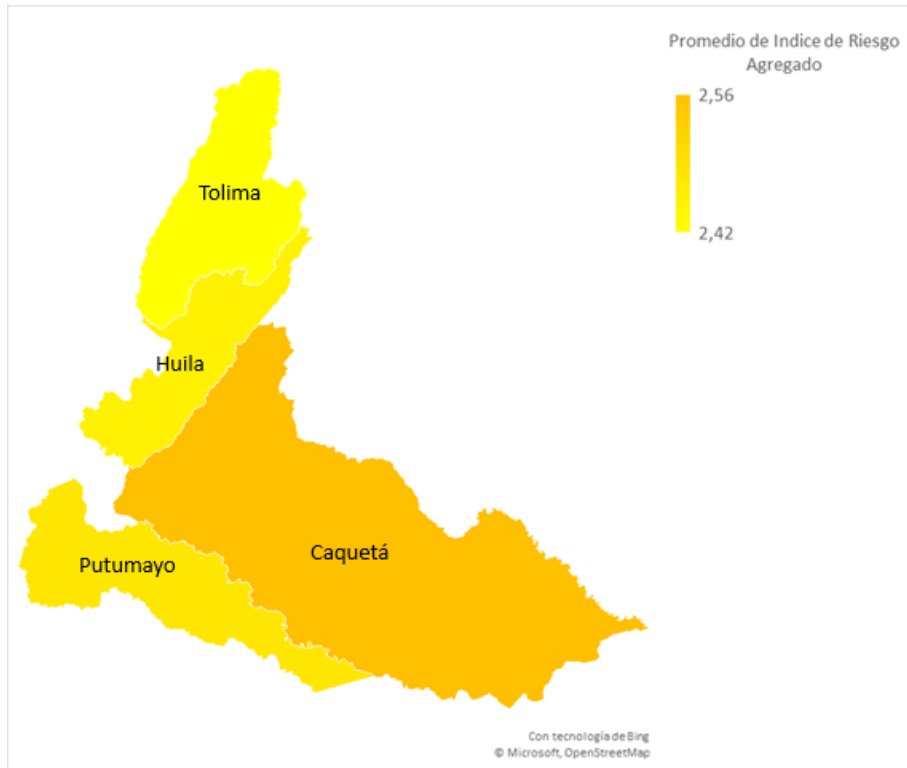 Promedio de Indice de Riesgo
Agregado
2,56
2,42
Tolima
Huila
Caquetá
Putumayo
Con tecnología de Bing
© Microsoft, OpenStreetMap